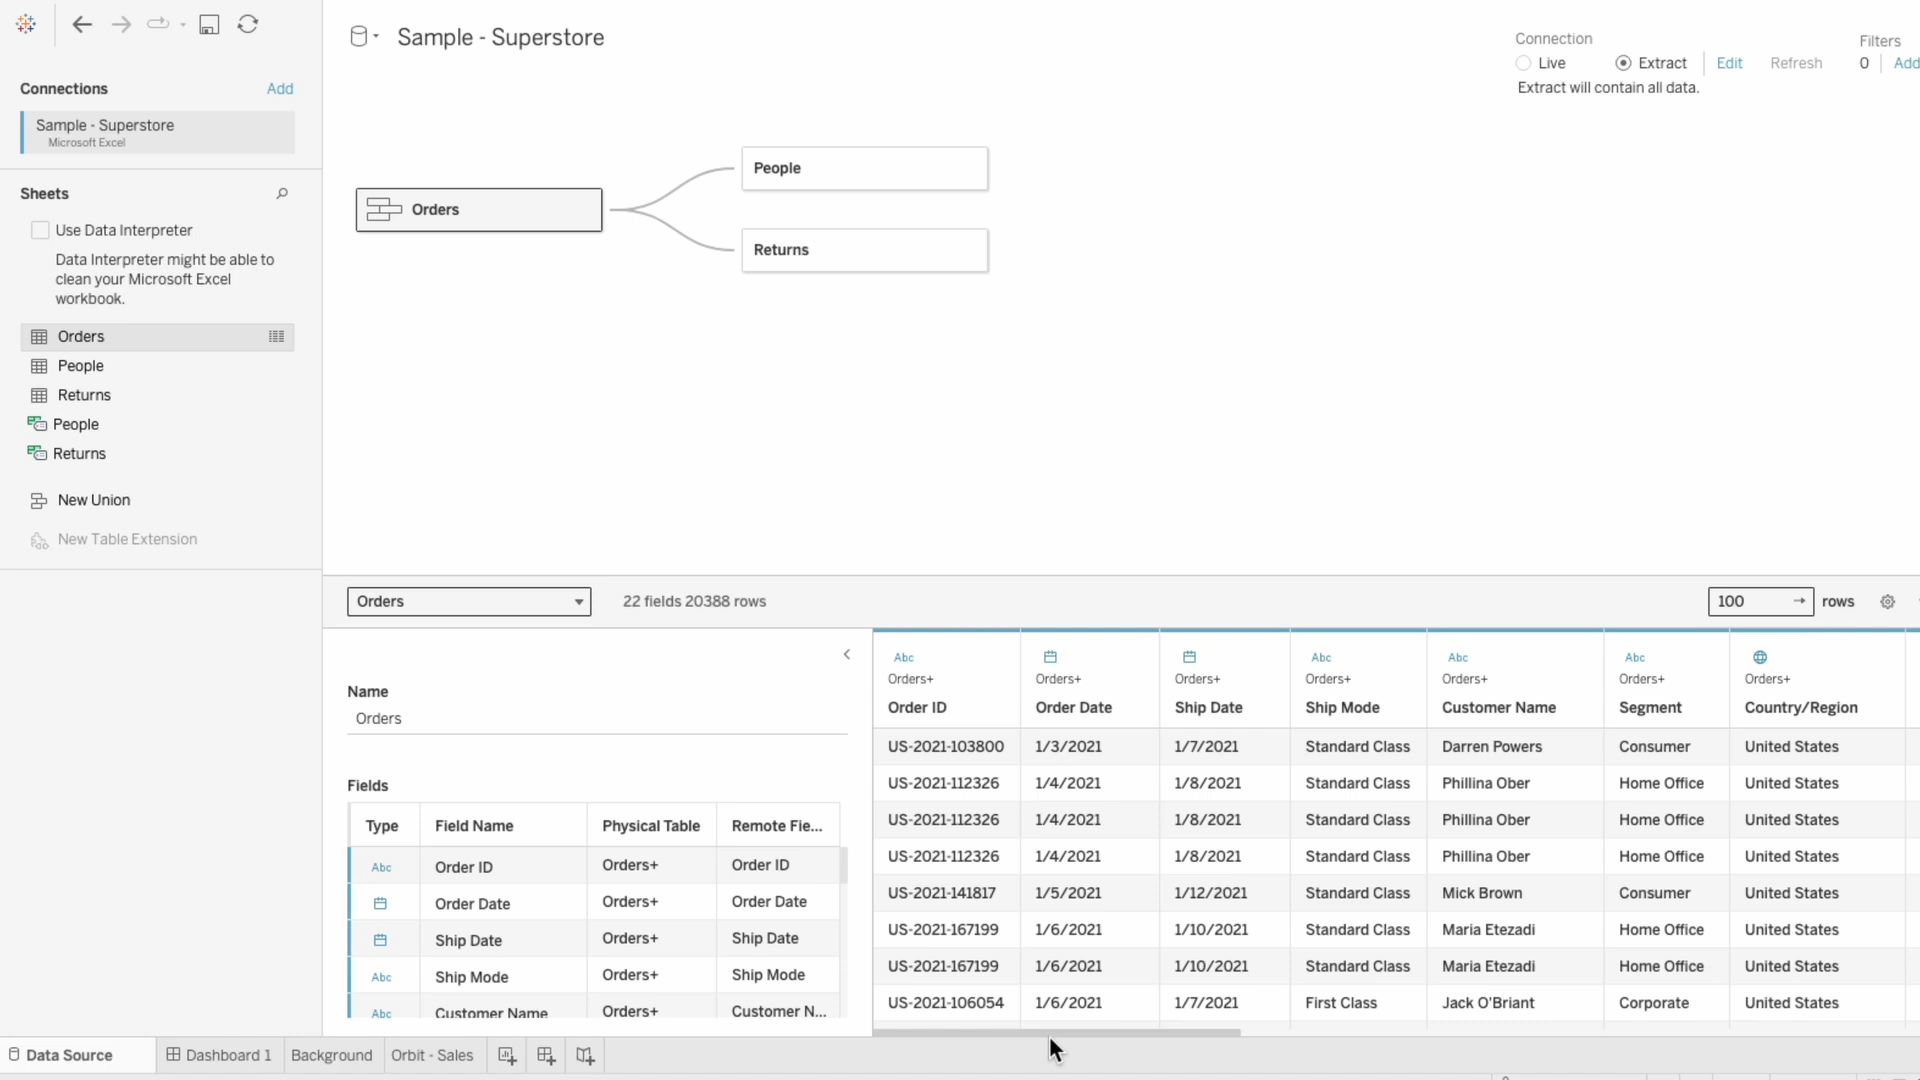 Sample - Superstore
Connection
Live
Extract
Edit
Refresh
Extract will contain all data.
Filters
0
Add
Connections
Add
Sample - Superstore
Microsoft Excel
Sheets
Use Data Interpreter
Data Interpreter might be able to
clean your Microsoft Excel
workbook.
Orders
People
Returns
People
Returns
New Union
New Table Extension
Orders
People
Returns
Orders
22 fields 20388 rows
100
rows
Name
Orders
Fields
Type Field Name Physical Table Remote Fie...
Abc Order ID Orders+ Order ID
Order Date Orders+ Order Date
Ship Date Orders+ Ship Date
Abc Ship Mode Orders+ Ship Mode
Abc Customer Name Orders+ Customer N...
Abc Abc Abc Abc
Orders+ Orders+ Orders+ Orders+ Orders+ Orders+ Orders+
Order ID Order Date Ship Date Ship Mode Customer Name Segment Country/Region
US-2021-103800 1/3/2021 1/7/2021 Standard Class Darren Powers Consumer United States
US-2021-112326 1/4/2021 1/8/2021 Standard Class Phillina Ober Home Office United States
US-2021-112326 1/4/2021 1/8/2021 Standard Class Phillina Ober Home Office United States
US-2021-112326 1/4/2021 1/8/2021 Standard Class Phillina Ober Home Office United States
US-2021-141817 1/5/2021 1/12/2021 Standard Class Mick Brown Consumer United States
US-2021-167199 1/6/2021 1/10/2021 Standard Class Maria Etezadi Home Office United States
US-2021-167199 1/6/2021 1/10/2021 Standard Class Maria Etezadi Home Office United States
US-2021-106054 1/6/2021 1/7/2021 First Class Jack O'Briant Corporate United States
Data Source
Dashboard 1
Background
Orbit - Sales